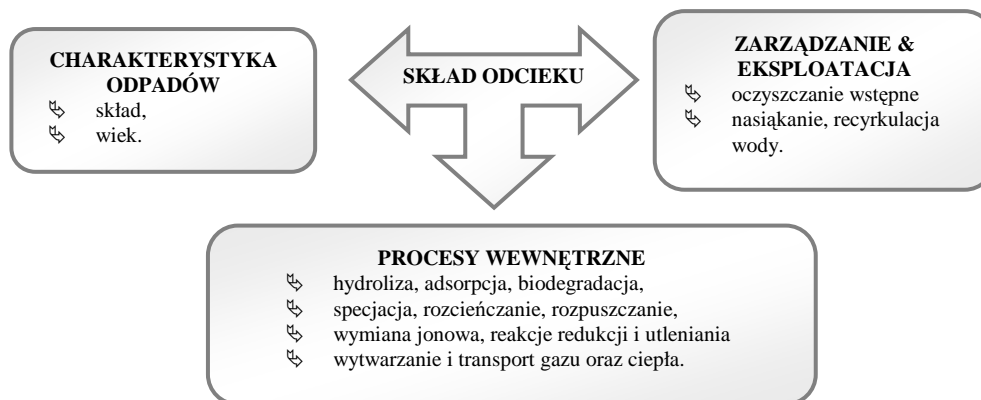 CHARAKTERYSTYKA
ODPADÓW
skład,
wiek.
SKŁAD ODCIEKU
ZARZĄDZANIE &
EKSPLOATACJA
oczyszczanie wstępne
nasiąkanie, recyrkulacja
wody.
PROCESY WEWNĘTRZNE
hydroliza, adsorpcja, biodegradacja,
specjacja, rozcieńczanie, rozpuszczanie,
wymiana jonowa, reakcje redukcji i utleniania
wytwarzanie i transport gazu oraz ciepła.